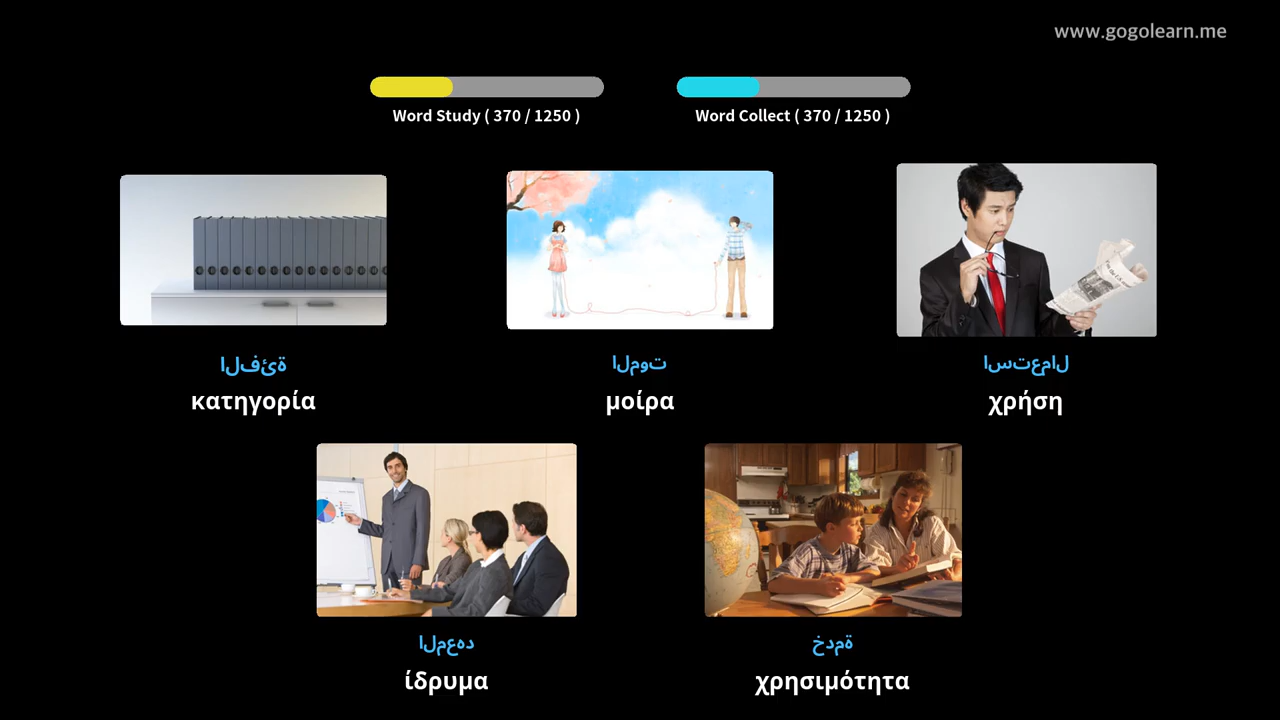 www.gogolearn.me
Word Study ( 370 / 1250 )
Word Collect ( 370 / 1250 )
الفئة
κατηγορία
الموت
μοίρα
استعمال
χρήση
المعهد
ίδρυμα
خدمة
χρησιμότητα